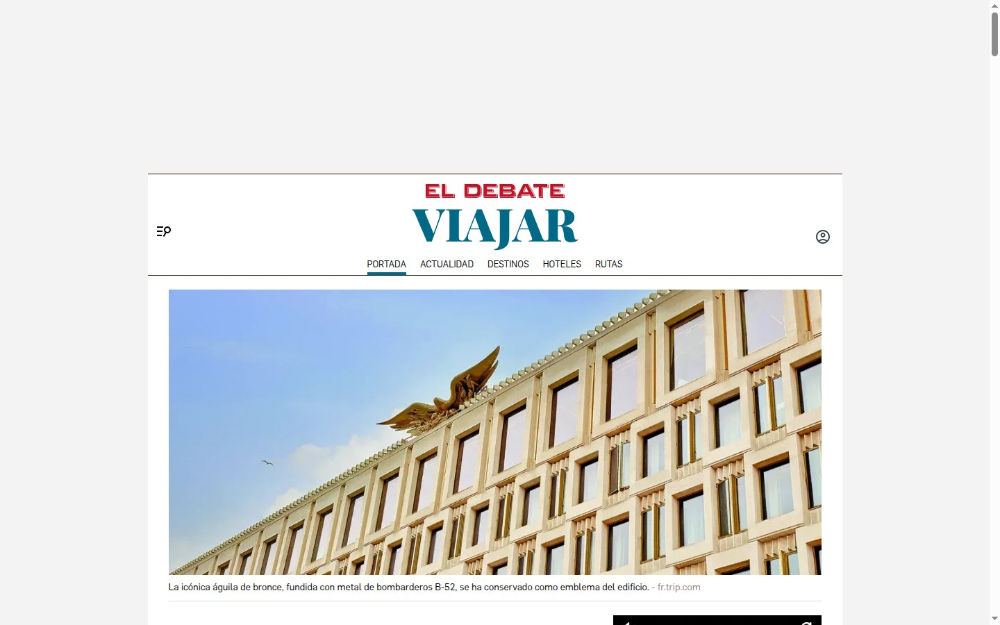 EL DEBATE
VIAJAR
PORTADA ACTUALIDAD DESTINOS HOTELES RUTAS
La icónica águila de bronce, fundida con metal de bombarderos B-52, se ha conservado como emblema del edificio. - fr.trip.com